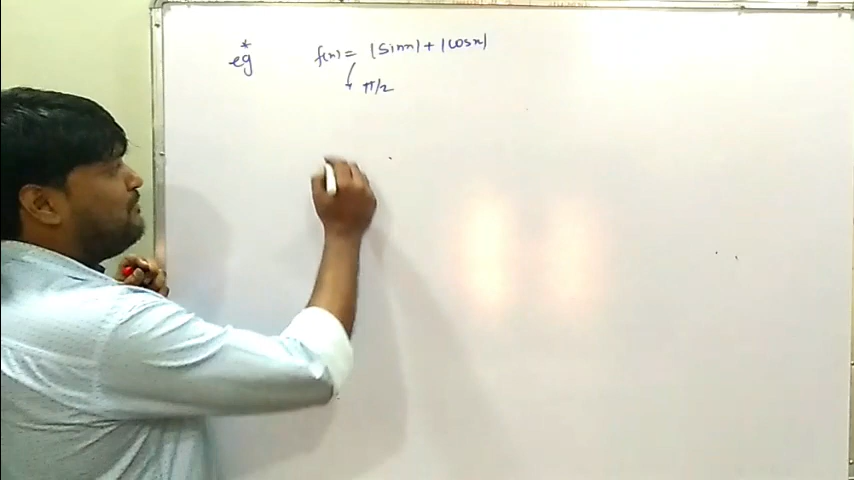 eg* f(x) = |sinx| + |cosx|
π/2